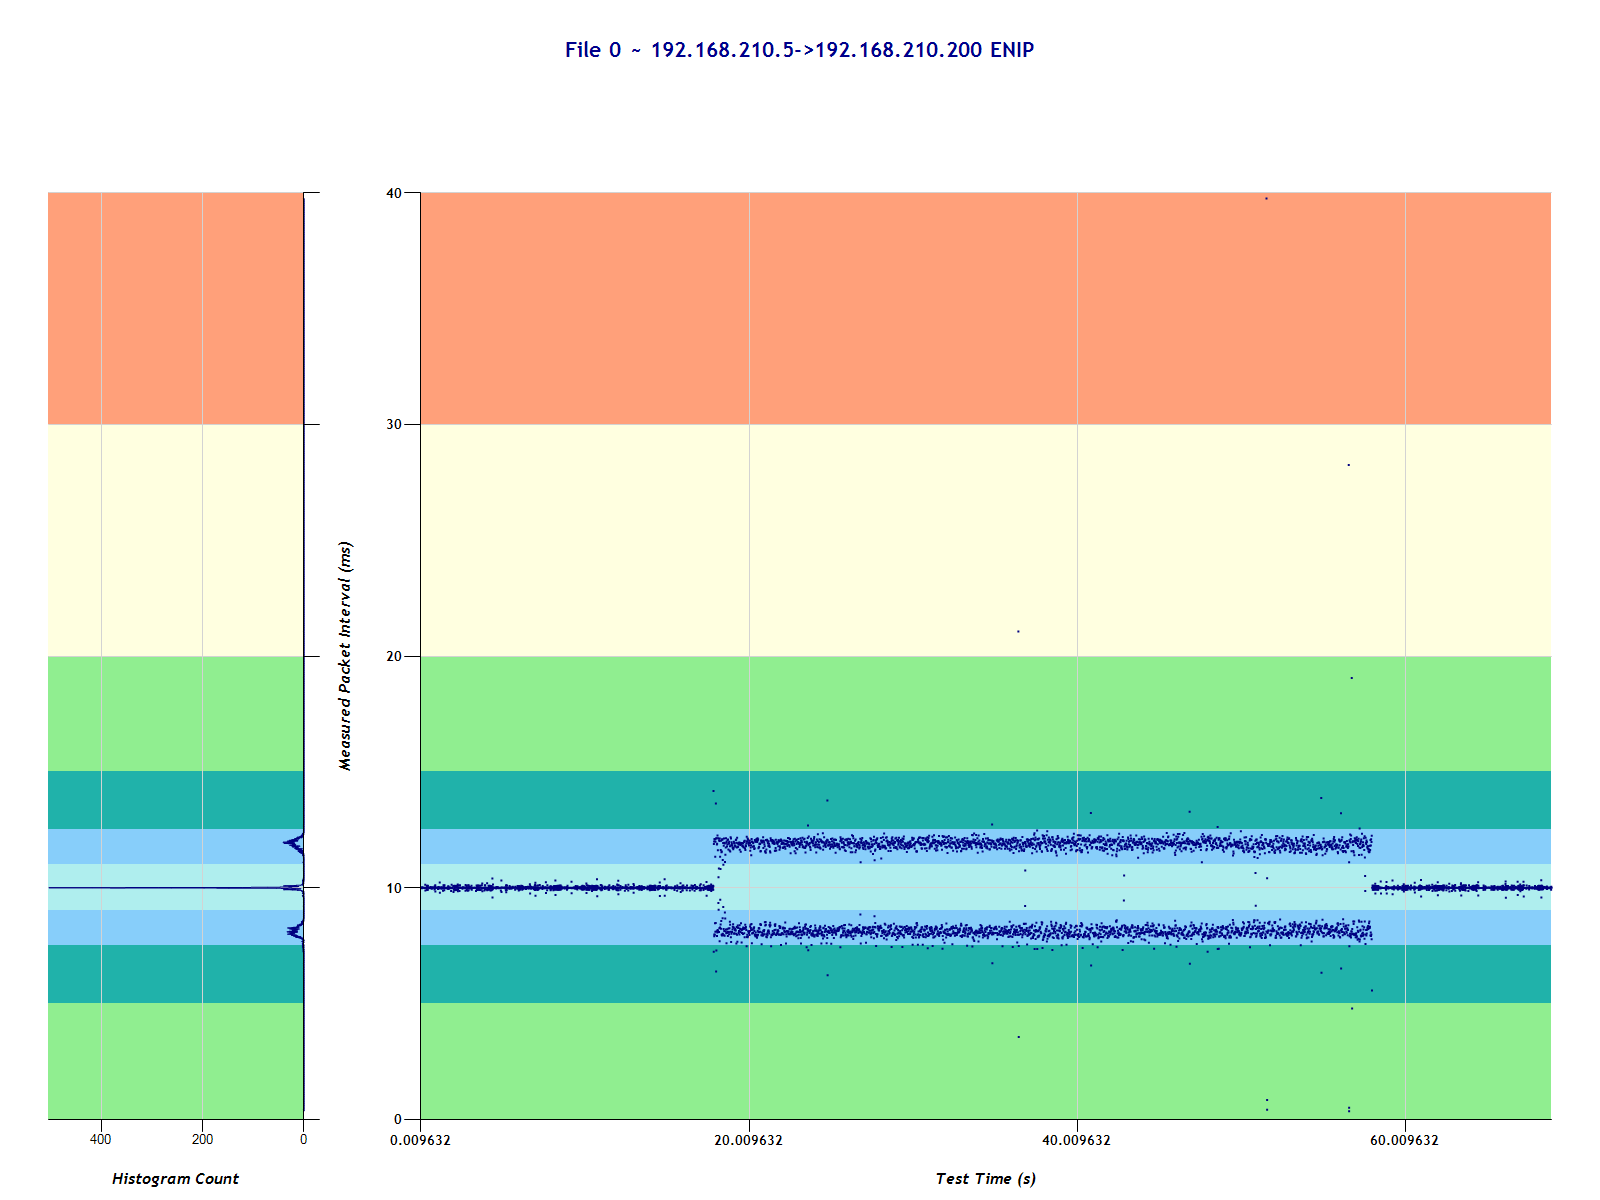 File 0 ~ 192.168.210.5->192.168.210.200 ENIP
40
30
20
10
0
Measured Packet Interval (ms)
400 200 0
0.009632 20.009632 40.009632 60.009632
Histogram Count
Test Time (s)